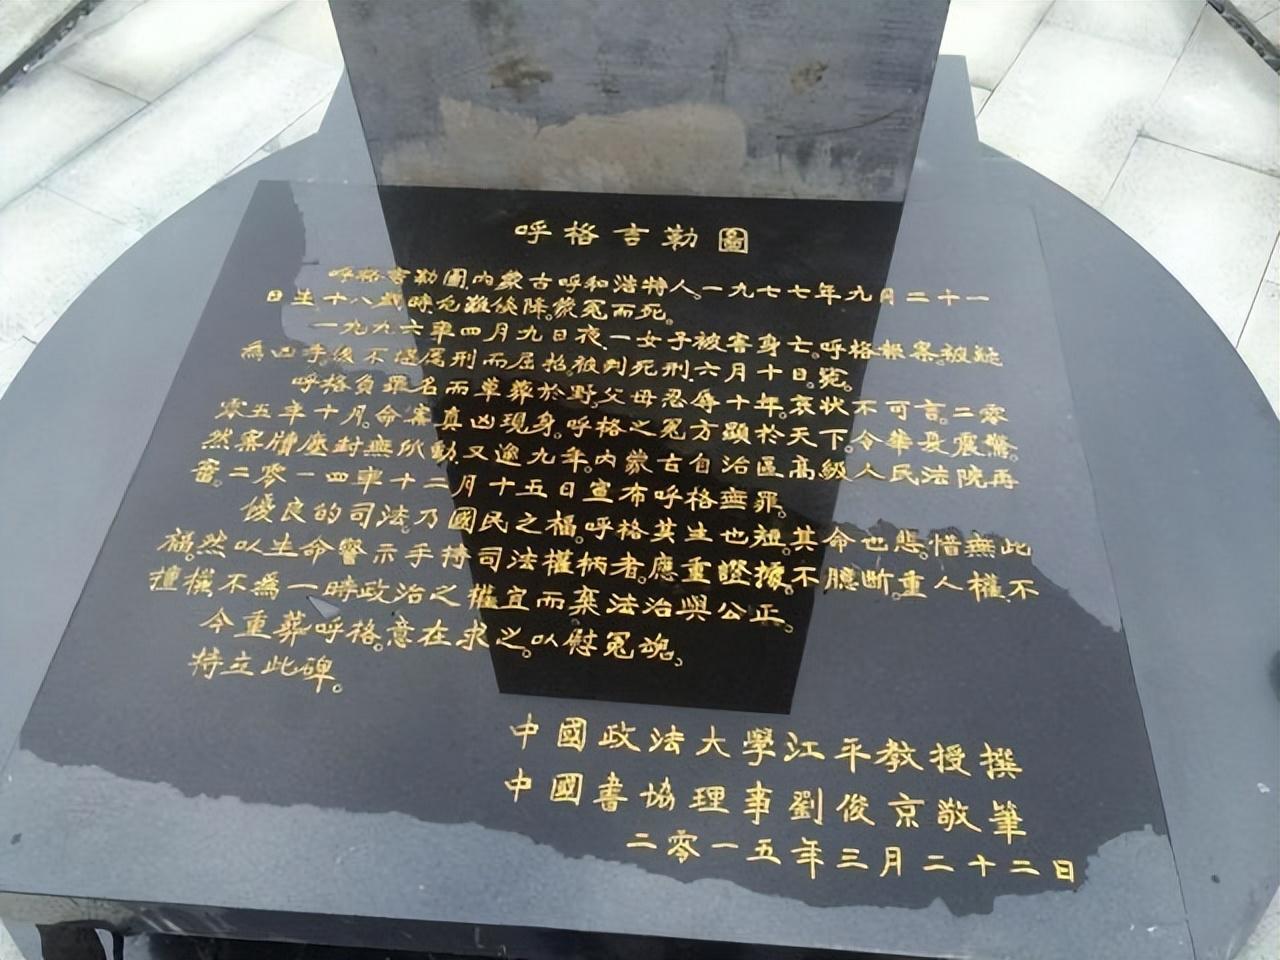 呼格吉勒圖
呼格吉勒圖,内蒙古呼和浩特人。一九七七年九月二十一
日生,十八歲時,危難倏降,蒙冤而死。
一九九六年四月九日夜,一女子被害身亡。呼格報案,被疑
為凶手,後不堪厲刑而屈招,被判死刑,六月十日。冤。
呼格負罪名而草葬於野,父母忍辱十年,哀状不可言。二零
零五年十月,命案真凶現身。呼格之冤方顯於天下,令華夏震驚。
然案牘塵封無所動,又逾九年。内蒙古自治區高級人民法院再
審。二零一四年十二月十五日宣布呼格無罪。
優良的司法,乃國民之福。呼格其生也短,其命也悲,惜無此
福。然以生命警示手持司法權柄者,應重證據,不臆斷,重人權,不
擅權,不為一時政治之權宜而棄法治與公正。
今重葬呼格,意在求之,以慰冤魂。
特立此碑。
中國政法大學江平教授撰
中國書協理事劉俊京敬筆
二零一五年三月二十二日